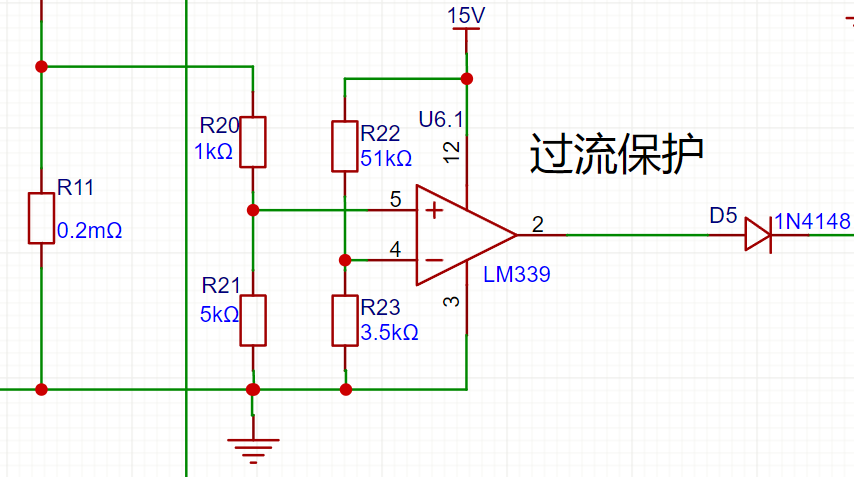 15V
R20
1kΩ
R22
51kΩ
U6.1
12
过流保护
R11
0.2mΩ
5
+
4
−
2
D5
1N4148
LM339
3
R21
5kΩ
R23
3.5kΩ